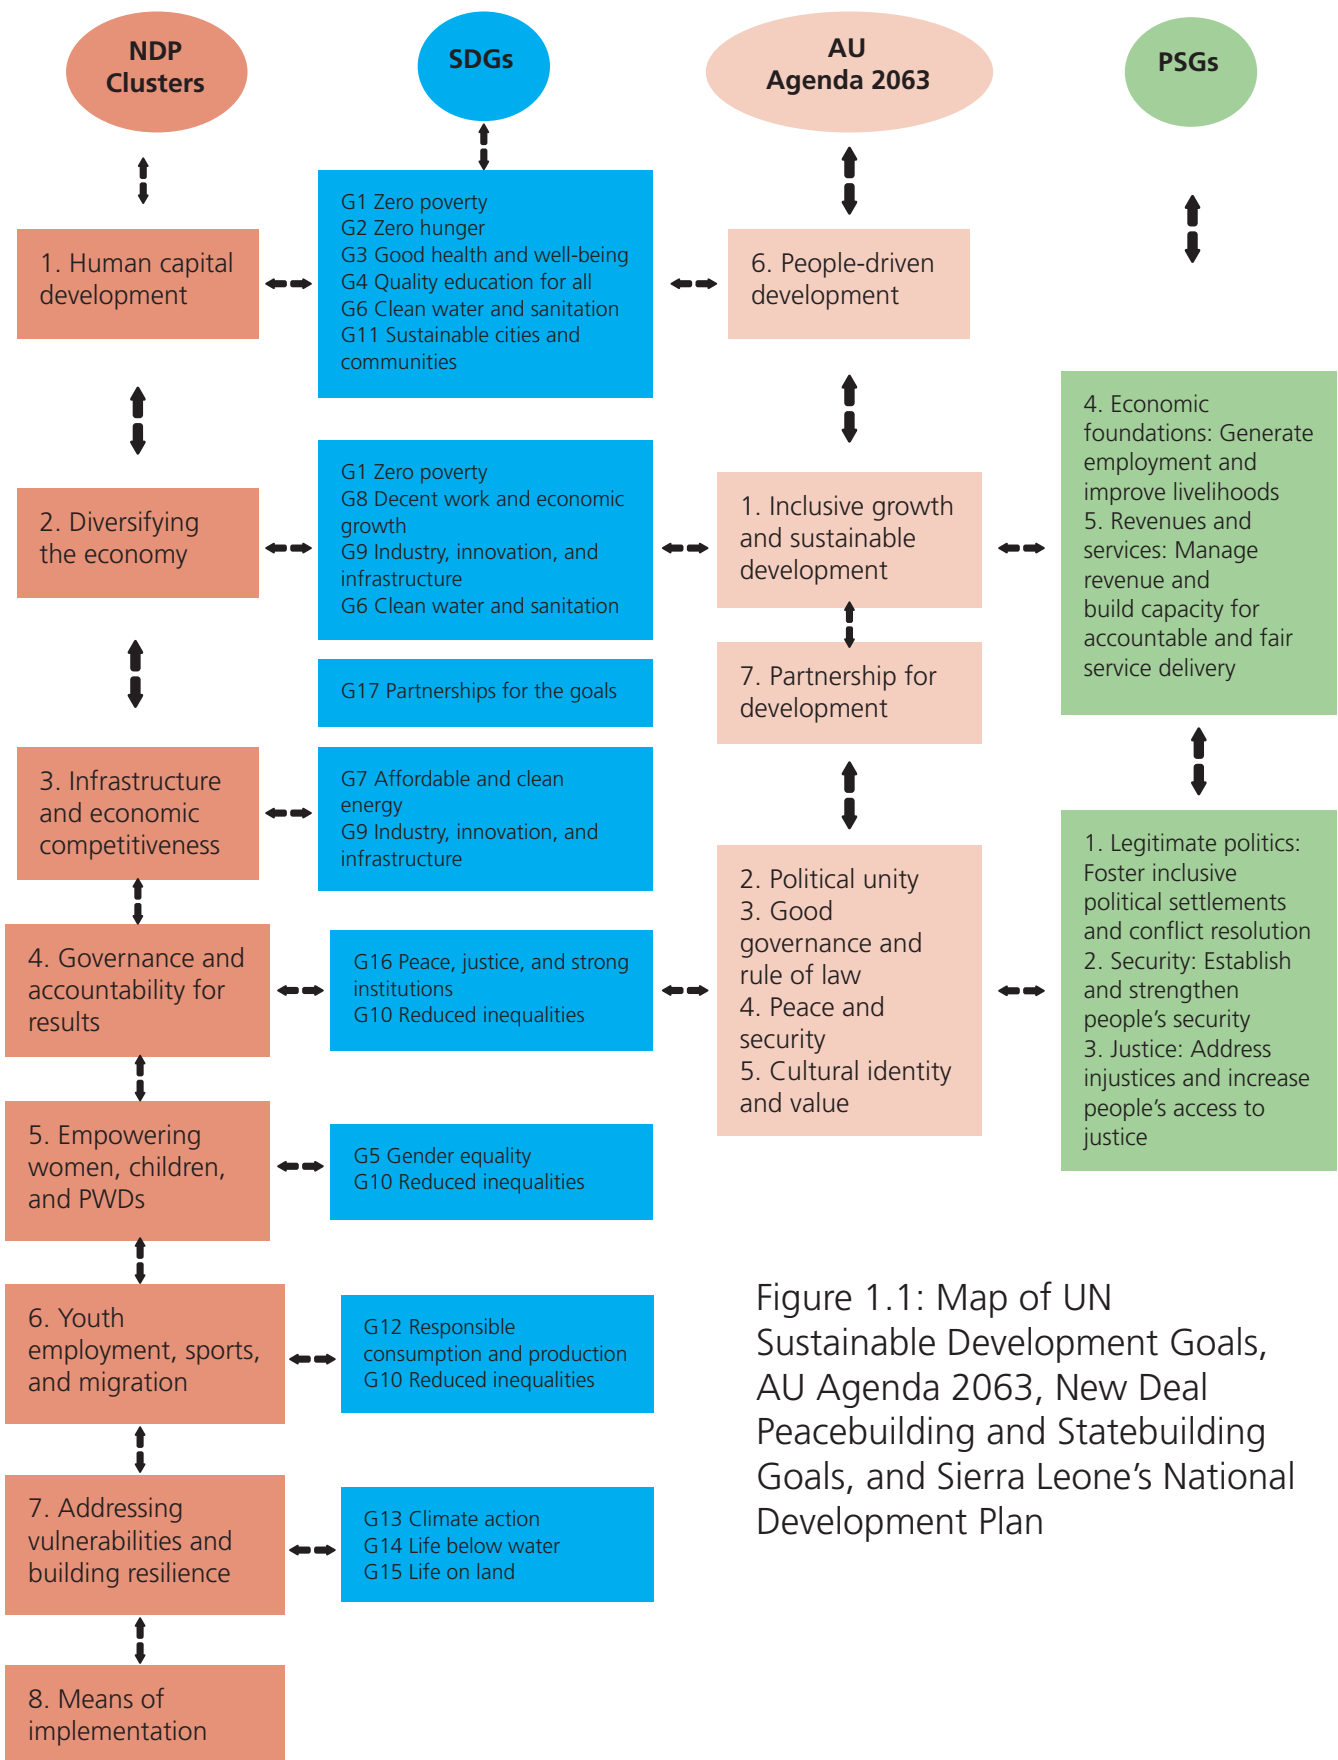 NDP
Clusters
SDGs
AU
Agenda 2063
PSGs
1. Human capital
development
G1 Zero poverty
G2 Zero hunger
G3 Good health and well-being
G4 Quality education for all
G6 Clean water and sanitation
G11 Sustainable cities and
communities
6. People-driven
development
2. Diversifying
the economy
G1 Zero poverty
G8 Decent work and economic
growth
G9 Industry, innovation, and
infrastructure
G6 Clean water and sanitation
1. Inclusive growth
and sustainable
development
4. Economic
foundations: Generate
employment and
improve livelihoods
5. Revenues and
services: Manage
revenue and
build capacity for
accountable and fair
service delivery
G17 Partnerships for the goals
7. Partnership for
development
3. Infrastructure
and economic
competitiveness
G7 Affordable and clean
energy
G9 Industry, innovation, and
infrastructure
4. Governance and
accountability for
results
G16 Peace, justice, and strong
institutions
G10 Reduced inequalities
2. Political unity
3. Good
governance and
rule of law
4. Peace and
security
5. Cultural identity
and value
1. Legitimate politics:
Foster inclusive
political settlements
and conflict resolution
2. Security: Establish
and strengthen
people’s security
3. Justice: Address
injustices and increase
people’s access to
justice
5. Empowering
women, children,
and PWDs
G5 Gender equality
G10 Reduced inequalities
6. Youth
employment, sports,
and migration
G12 Responsible
consumption and production
G10 Reduced inequalities
7. Addressing
vulnerabilities and
building resilience
G13 Climate action
G14 Life below water
G15 Life on land
8. Means of
implementation
Figure 1.1: Map of UN
Sustainable Development Goals,
AU Agenda 2063, New Deal
Peacebuilding and Statebuilding
Goals, and Sierra Leone’s National
Development Plan